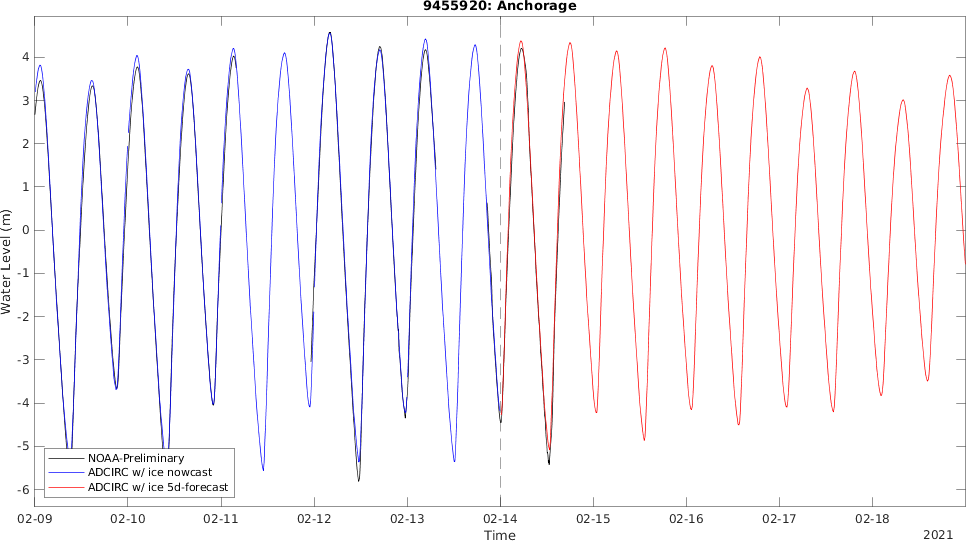 9455920: Anchorage
Water Level (m)
4
3
2
1
0
-1
-2
-3
-4
-5
-6
NOAA-Preliminary
ADCIRC w/ ice nowcast
ADCIRC w/ ice 5d-forecast
02-09 02-10 02-11 02-12 02-13 02-14 02-15 02-16 02-17 02-18
Time
2021